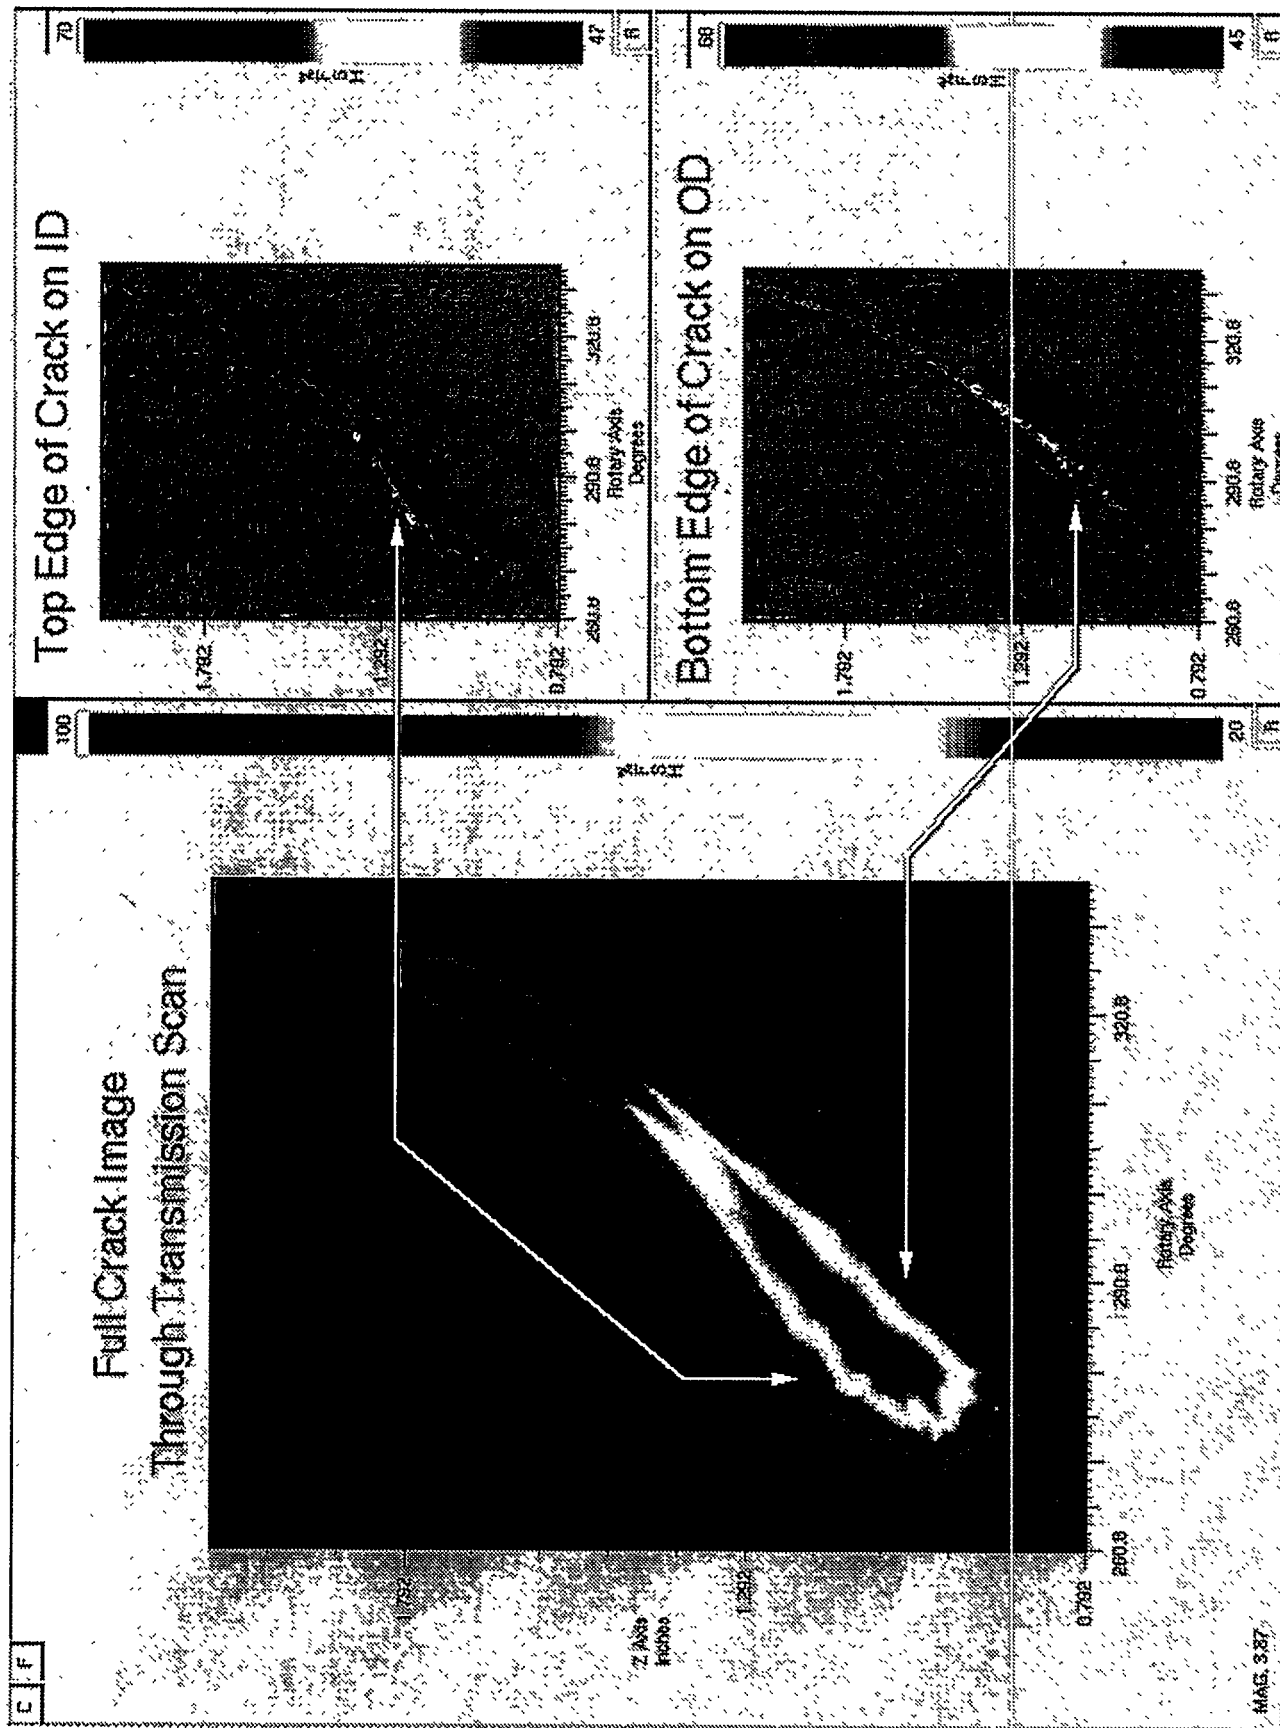 C F
Full Crack Image
Through Transmission Scan
100
20
R
Z Axis
Inches
1.792
1.292
0.792
260.8
290.8
320.8
Rotary Axis
Degrees
MAG. 3.87
Top Edge of Crack on ID
70
47
R
1.792
1.292
0.792
260.8
290.8
320.8
Rotary Axis
Degrees
Bottom Edge of Crack on OD
68
45
R
1.792
1.292
0.792
260.8
290.8
320.8
Rotary Axis
Degrees